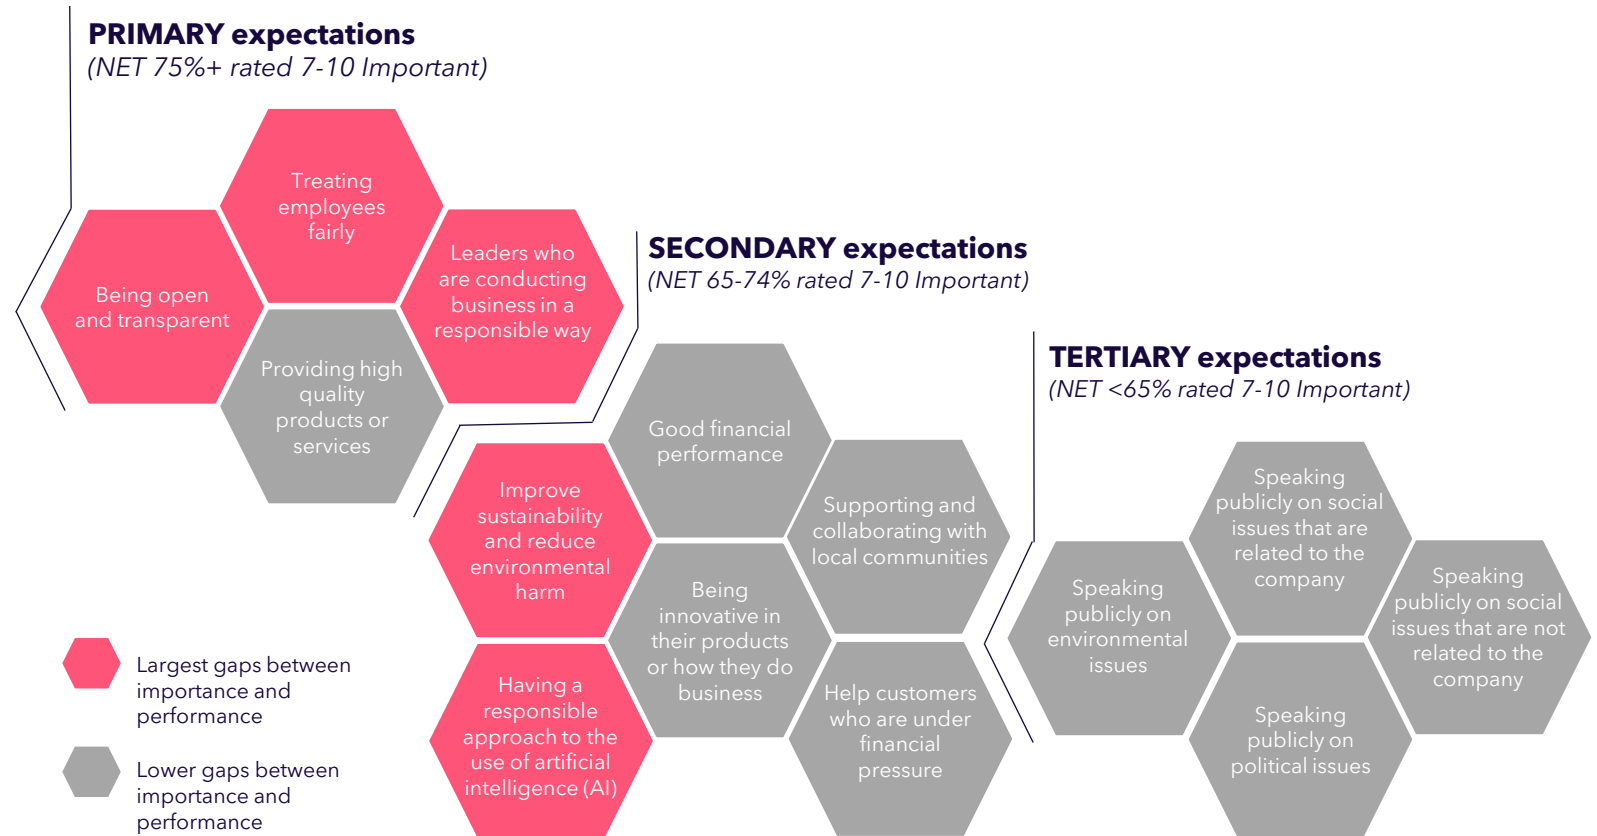 PRIMARY expectations
(NET 75%+ rated 7-10 Important)
Treating
employees
fairly
Being open
and transparent
Leaders who
are conducting
business in a
responsible way
Providing high
quality
products or
services
SECONDARY expectations
(NET 65-74% rated 7-10 Important)
Good financial
performance
Improve
sustainability
and reduce
environmental
harm
Supporting and
collaborating with
local communities
Being
innovative in
their products
or how they do
business
Having a
responsible
approach to the
use of artificial
intelligence (AI)
Help customers
who are under
financial
pressure
TERTIARY expectations
(NET <65% rated 7-10 Important)
Speaking
publicly on social
issues that are
related to the
company
Speaking
publicly on
environmental
issues
Speaking
publicly on social
issues that are not
related to the
company
Speaking
publicly on
political issues
Largest gaps between
importance and
performance
Lower gaps between
importance and
performance